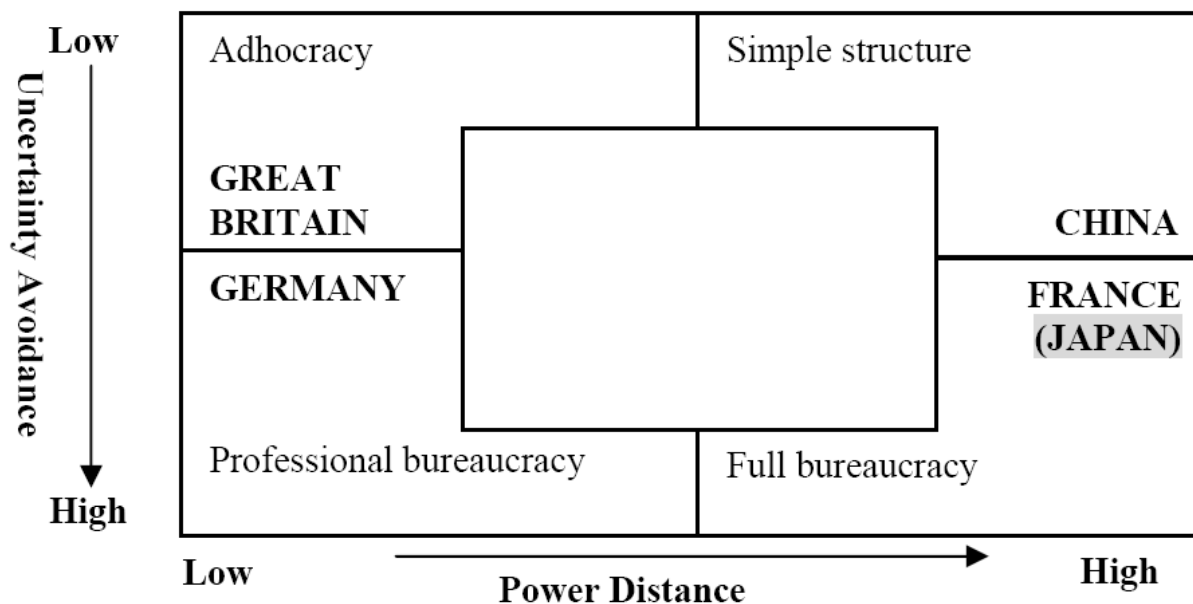 Low
Adhocracy
Simple structure
Uncertainty Avoidance
GREAT
BRITAIN
CHINA
GERMANY
FRANCE
(JAPAN)
Professional bureaucracy
Full bureaucracy
High
Low
Power Distance
High